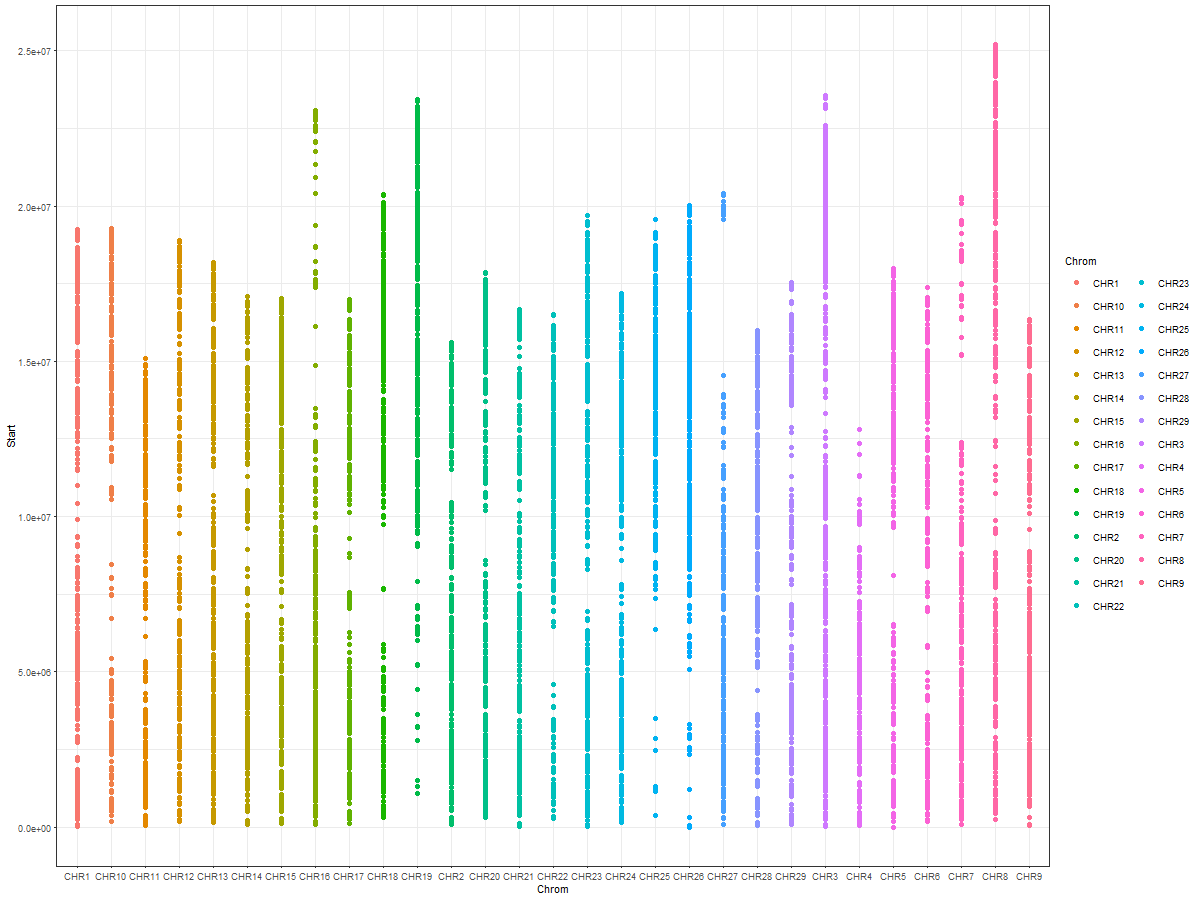 2.5e+07
2.0e+07
1.5e+07
1.0e+07
5.0e+06
0.0e+00
Start
CHR1 CHR10 CHR11 CHR12 CHR13 CHR14 CHR15 CHR16 CHR17 CHR18 CHR19 CHR2 CHR20 CHR21 CHR22 CHR23 CHR24 CHR25 CHR26 CHR27 CHR28 CHR29 CHR3 CHR4 CHR5 CHR6 CHR7 CHR8 CHR9
Chrom
Chrom
CHR1 CHR23
CHR10 CHR24
CHR11 CHR25
CHR12 CHR26
CHR13 CHR27
CHR14 CHR28
CHR15 CHR29
CHR16 CHR3
CHR17 CHR4
CHR18 CHR5
CHR19 CHR6
CHR2 CHR7
CHR20 CHR8
CHR21 CHR9
CHR22